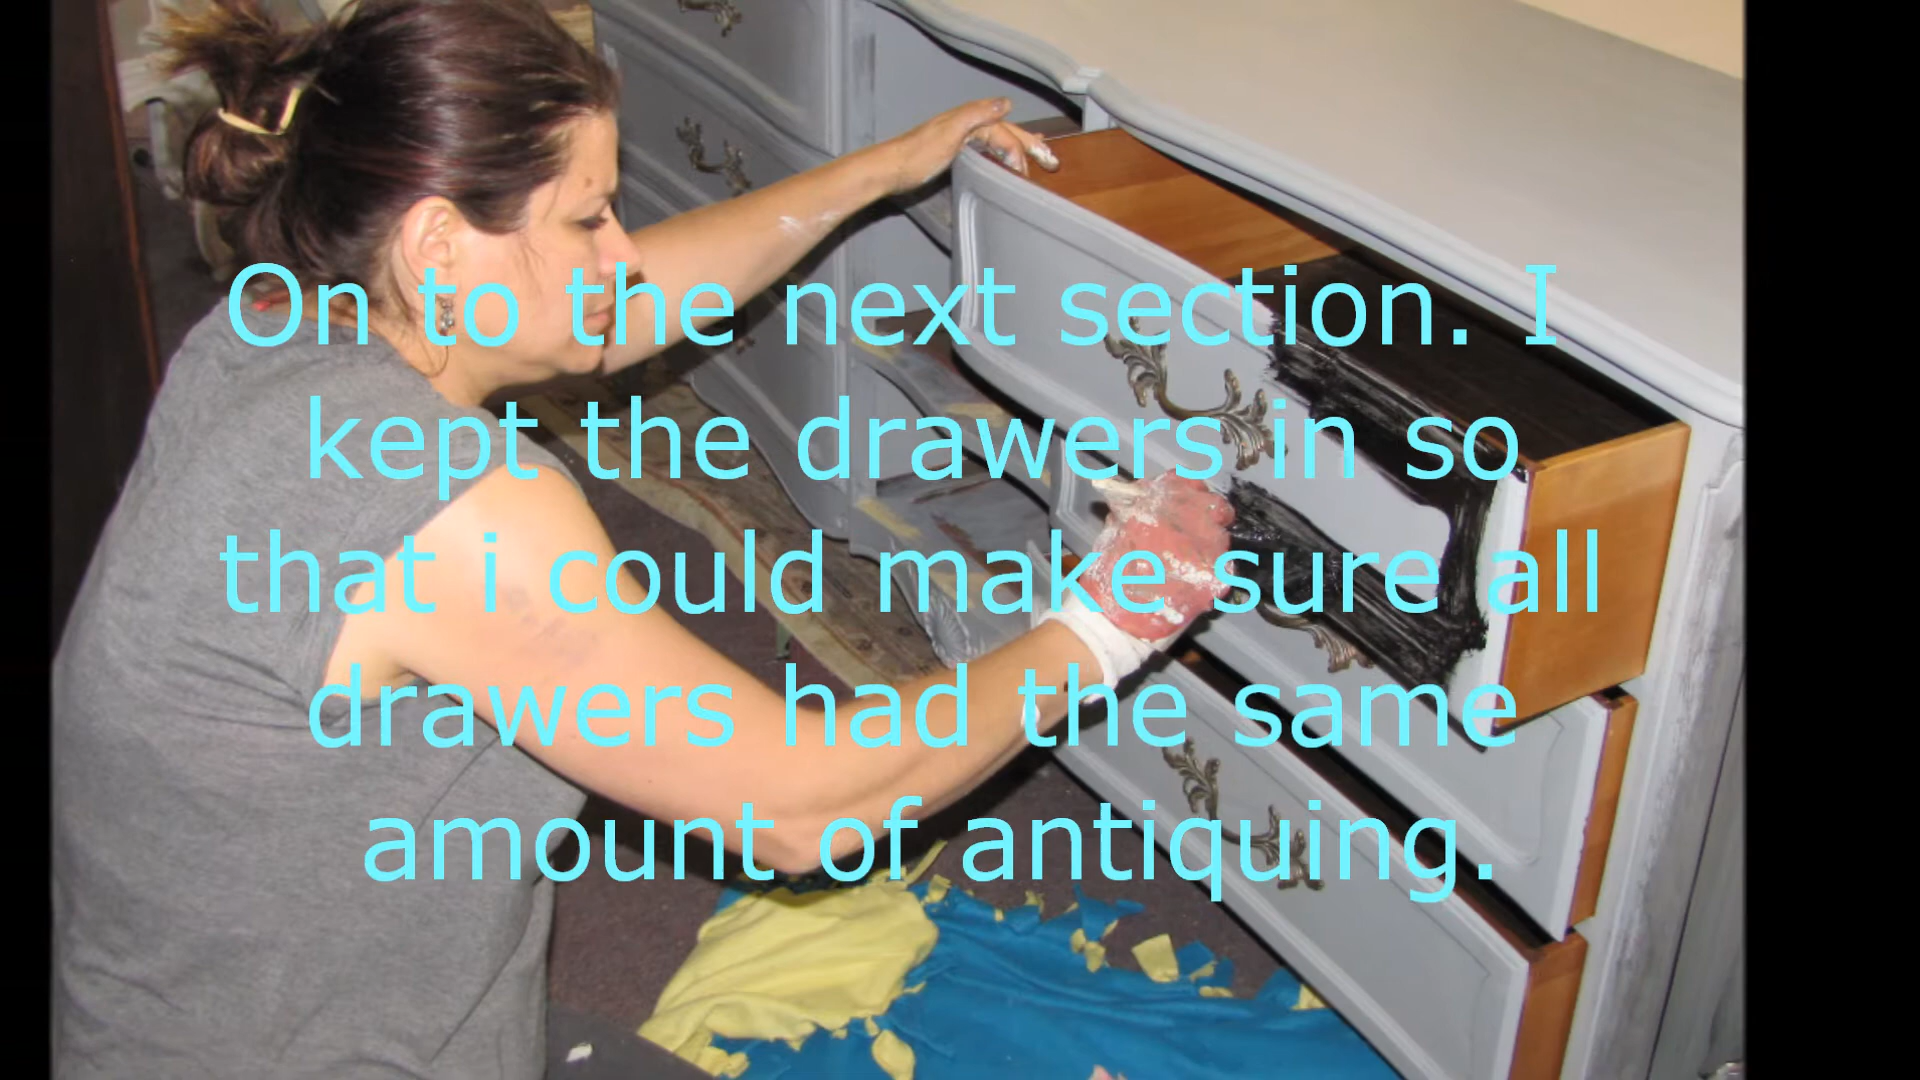 On to the next section. I
kept the drawers in so
that i could make sure all
drawers had the same
amount of antiquing.